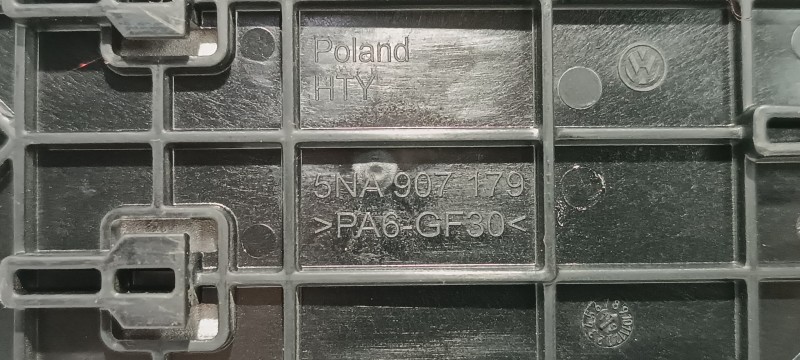 Poland
HTY
5NA 907 179
>PA6-GF30<